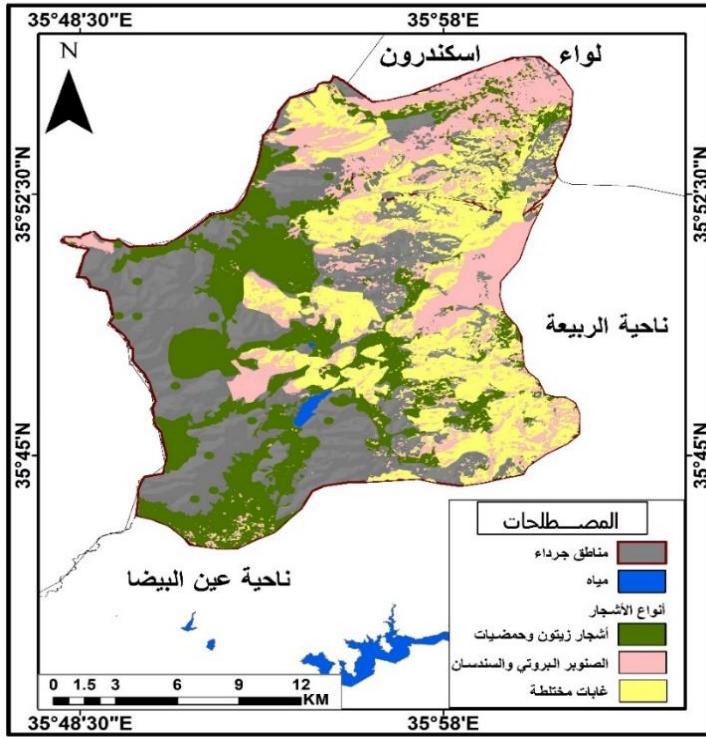 35°48'30"E 35°58'E
N
لواء اسكندرون
35°52'30"N 35°52'30"N
ناحية الربيعة
35°45'N 35°45'N
المصــطلحات
مناطق جرداء
مياه
أنواع الأشجار
أشجار زيتون وحمضيات
الصنوبر البروتي والسندسان
غابات مختلطة
ناحية عين البيضا
0 1.5 3 6 9 12
KM
35°48'30"E 35°58'E